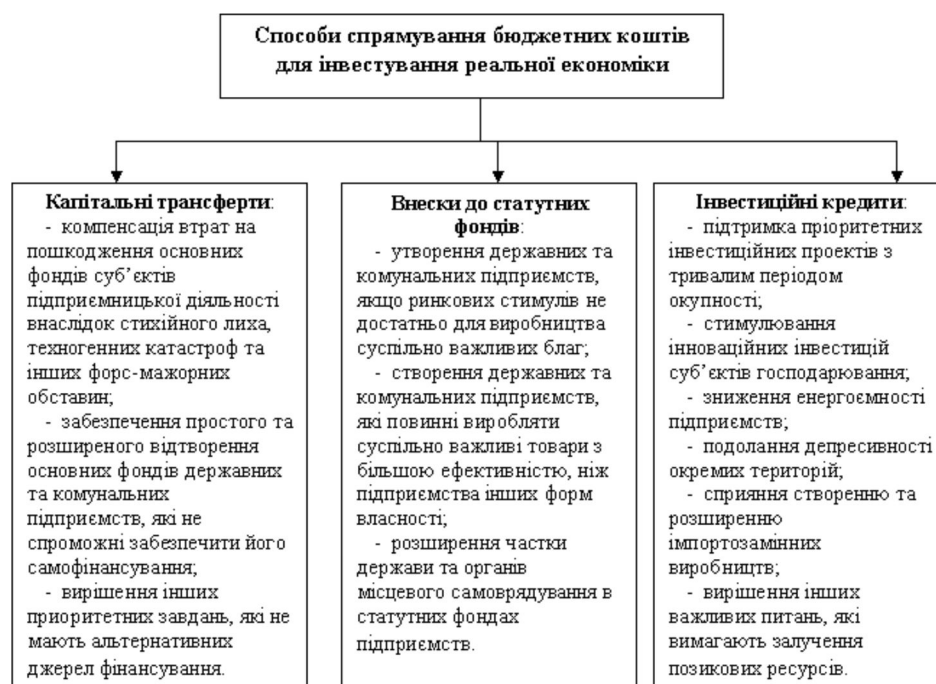 Способи спрямування бюджетних коштів
для інвестування реальної економіки
Капітальні трансферти:
- компенсація втрат на
пошкодження основних
фондів суб’єктів
підприємницької діяльності
внаслідок стихійного лиха,
техногенних катастроф та
інших форс-мажорних
обставин;
- забезпечення простого та
розширеного відтворення
основних фондів державних
та комунальних
підприємств, які не
спроможні забезпечити його
самофінансування;
- вирішення інших
приоритетних завдань, які не
мають альтернативних
джерел фінансування.
Внески до статутних
фондів:
- утворення державних та
комунальних підприємств,
якщо ринкових стимулів не
достатньо для виробництва
суспільно важливих благ;
- створення державних та
комунальних підприємств,
які повинні виробляти
суспільно важливі товари з
більшою ефективністю, ніж
підприємства інших форм
власності;
- розширення частки
держави та органів
місцевого самоврядування в
статутних фондах
підприємств.
Інвестиційні кредити:
- підтримка пріоритетних
інвестиційних проектів з
тривалим періодом
окупності;
- стимулювання
інноваційних інвестицій
суб’єктів господарювання;
- зниження енергоємності
підприємств;
- подолання депресивності
окремих територій;
- сприяння створенню та
розширенню
імпортозамінних
виробництв;
- вирішення інших
важливих питань, які
вимагають залучення
позикових ресурсів.